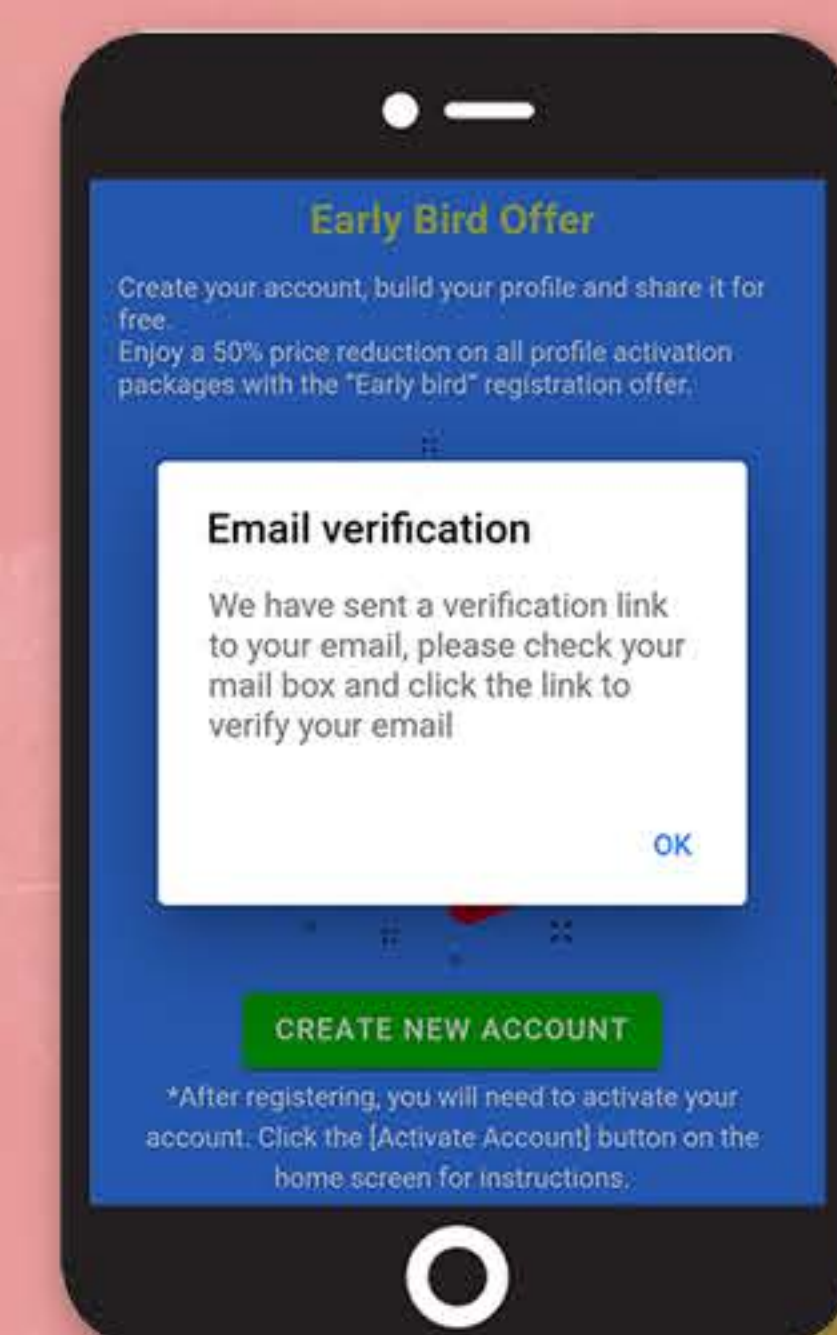 Early Bird Offer
Create your account, build your profile and share it for
free.
Enjoy a 50% price reduction on all profile activation
packages with the "Early bird" registration offer.
Email verification
We have sent a verification link
to your email, please check your
mail box and click the link to
verify your email
OK
CREATE NEW ACCOUNT
*After registering, you will need to activate your
account. Click the [Activate Account] button on the
home screen for instructions.